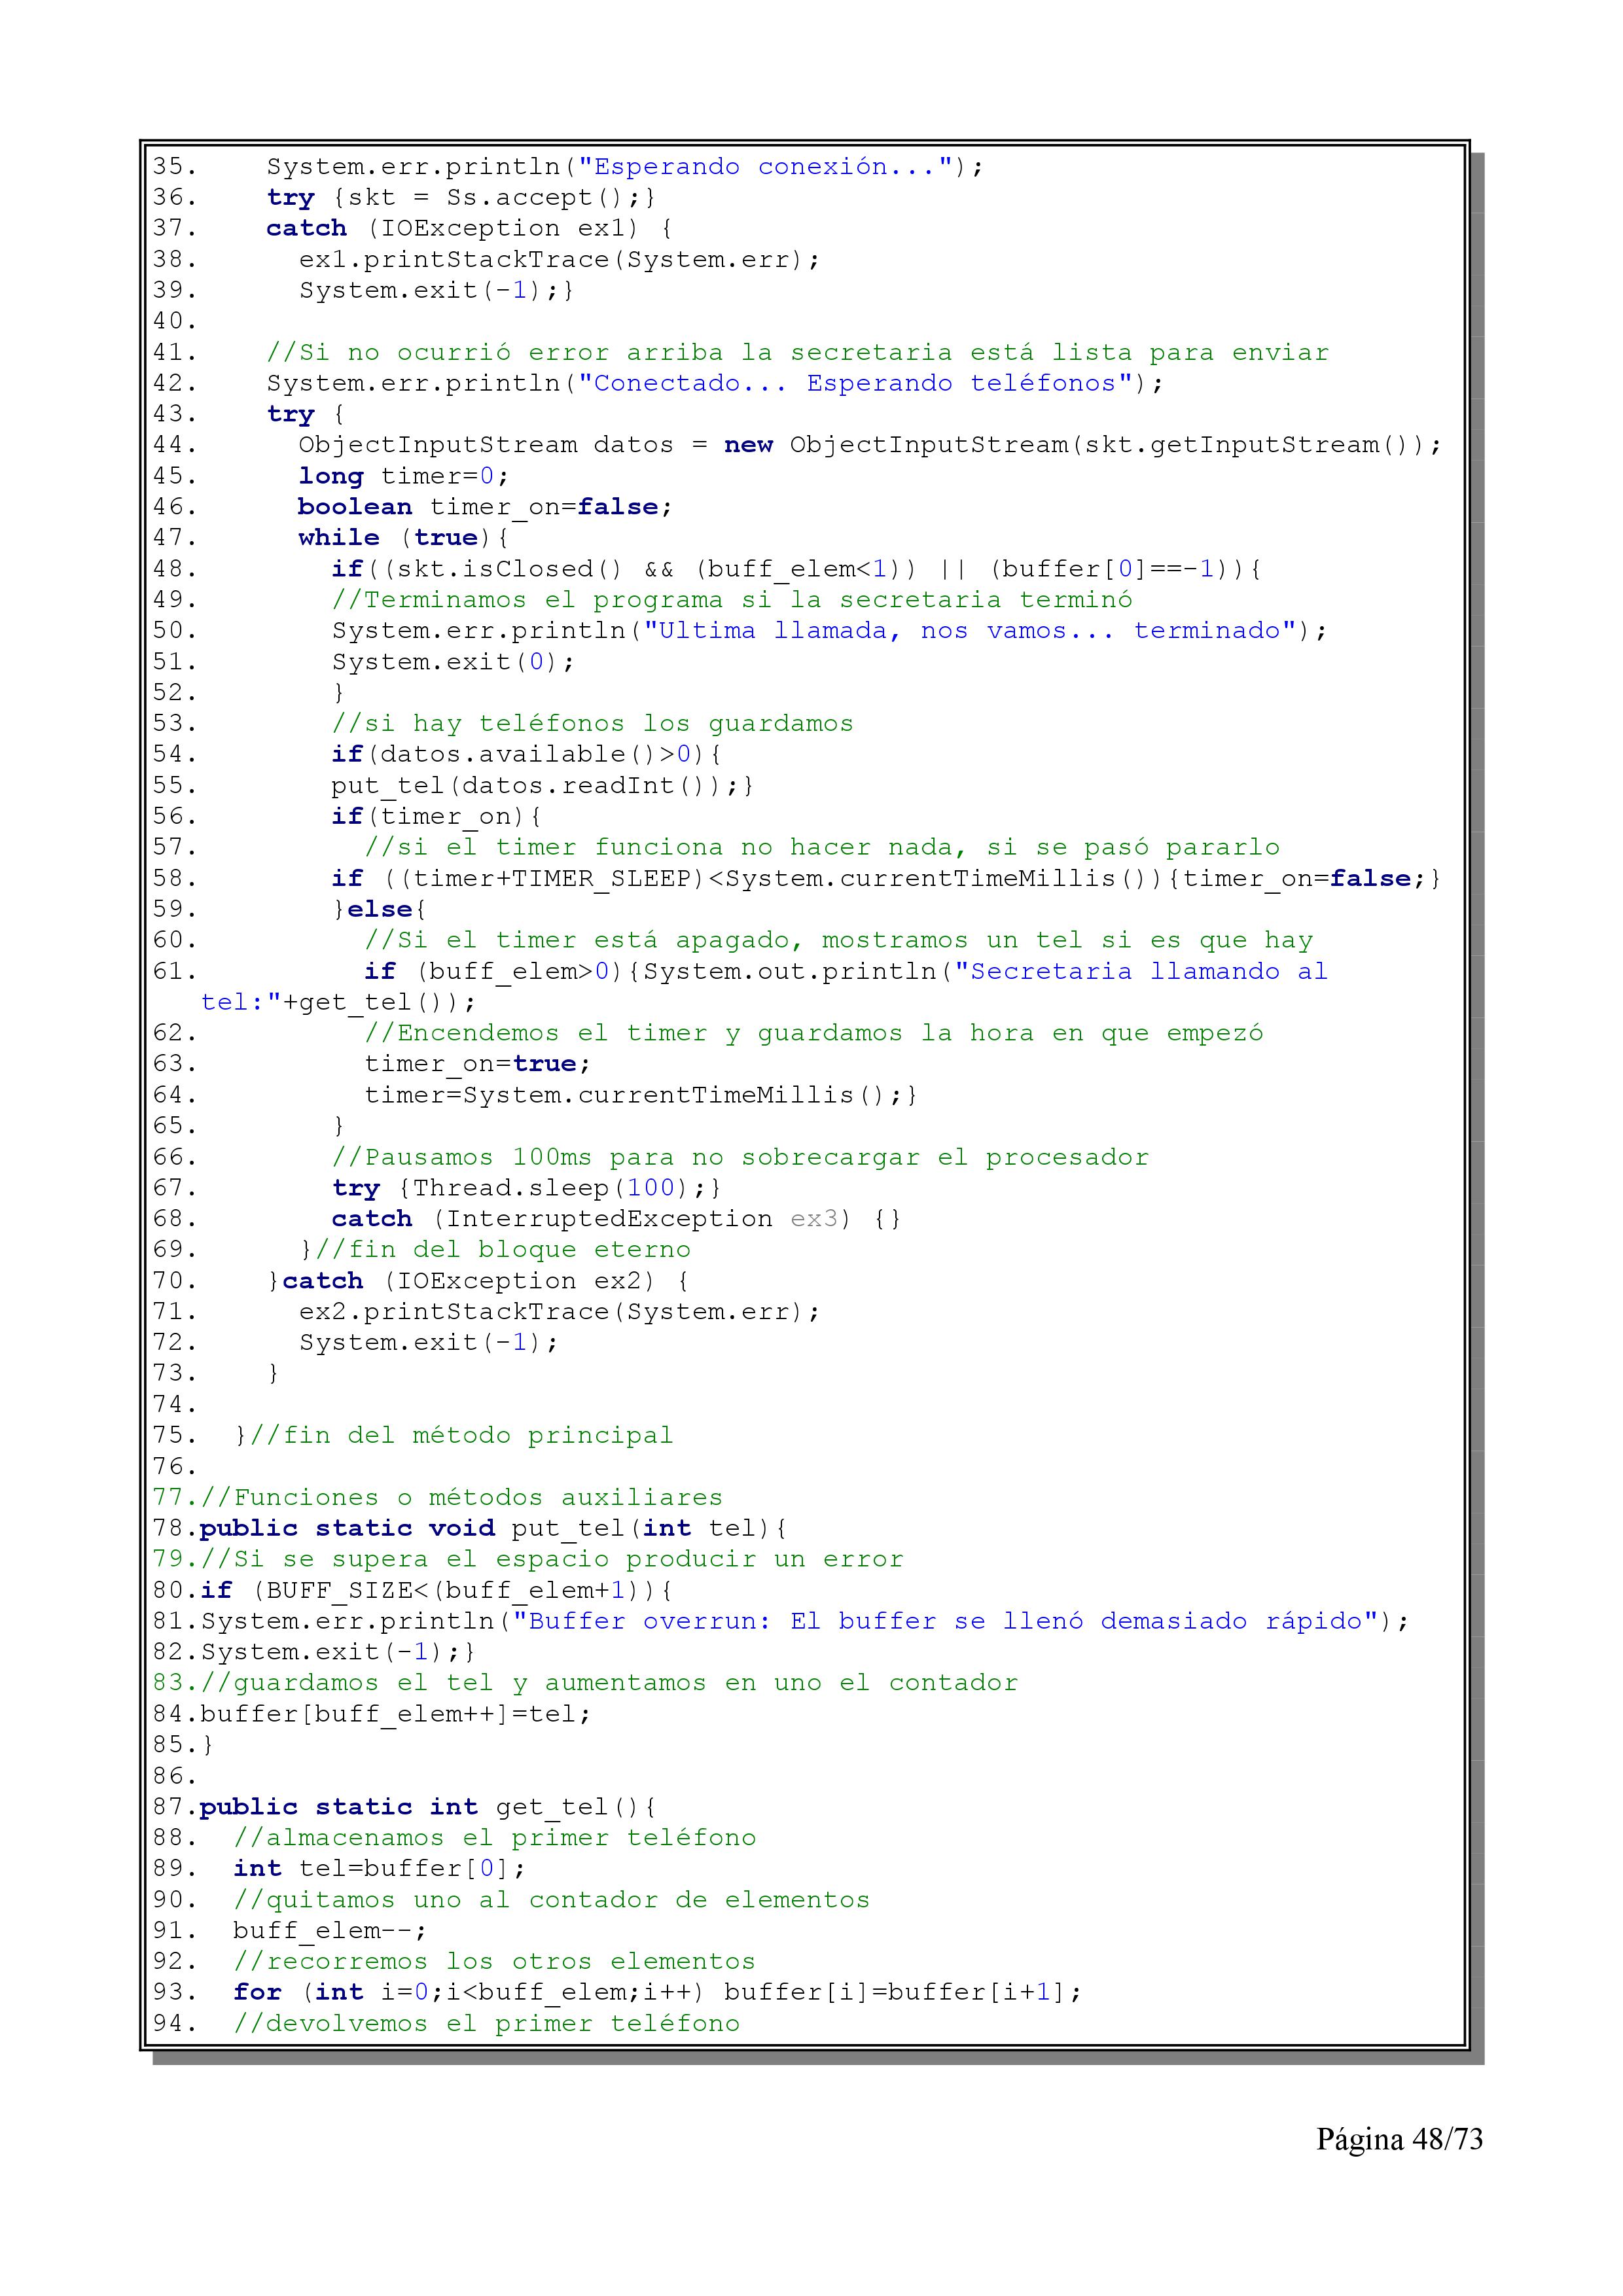 35.    System.err.println("Esperando conexión...");
36.    try {skt = Ss.accept();}
37.    catch (IOException ex1) {
38.      ex1.printStackTrace(System.err);
39.      System.exit(-1);}
40.
41.    //Si no ocurrió error arriba la secretaria está lista para enviar
42.    System.err.println("Conectado... Esperando teléfonos");
43.    try {
44.      ObjectInputStream datos = new ObjectInputStream(skt.getInputStream());
45.      long timer=0;
46.      boolean timer_on=false;
47.      while (true){
48.        if((skt.isClosed() && (buff_elem<1)) || (buffer[0]==-1)){
49.        //Terminamos el programa si la secretaria terminó
50.        System.err.println("Ultima llamada, nos vamos... terminado");
51.        System.exit(0);
52.        }
53.        //si hay teléfonos los guardamos
54.        if(datos.available()>0){
55.        put_tel(datos.readInt());}
56.        if(timer_on){
57.          //si el timer funciona no hacer nada, si se pasó pararlo
58.        if ((timer+TIMER_SLEEP)<System.currentTimeMillis()){timer_on=false;}
59.        }else{
60.          //Si el timer está apagado, mostramos un tel si es que hay
61.          if (buff_elem>0){System.out.println("Secretaria llamando al
tel:"+get_tel());
62.          //Encendemos el timer y guardamos la hora en que empezó
63.          timer_on=true;
64.          timer=System.currentTimeMillis();}
65.        }
66.        //Pausamos 100ms para no sobrecargar el procesador
67.        try {Thread.sleep(100);}
68.        catch (InterruptedException ex3) {}
69.      }//fin del bloque eterno
70.    }catch (IOException ex2) {
71.      ex2.printStackTrace(System.err);
72.      System.exit(-1);
73.    }
74.
75.  }//fin del método principal
76.
77.//Funciones o métodos auxiliares
78.public static void put_tel(int tel){
79.//Si se supera el espacio producir un error
80.if (BUFF_SIZE<(buff_elem+1)){
81.System.err.println("Buffer overrun: El buffer se llenó demasiado rápido");
82.System.exit(-1);}
83.//guardamos el tel y aumentamos en uno el contador
84.buffer[buff_elem++]=tel;
85.}
86.
87.public static int get_tel(){
88.  //almacenamos el primer teléfono
89.  int tel=buffer[0];
90.  //quitamos uno al contador de elementos
91.  buff_elem--;
92.  //recorremos los otros elementos
93.  for (int i=0;i<buff_elem;i++) buffer[i]=buffer[i+1];
94.  //devolvemos el primer teléfono
Página 48/73